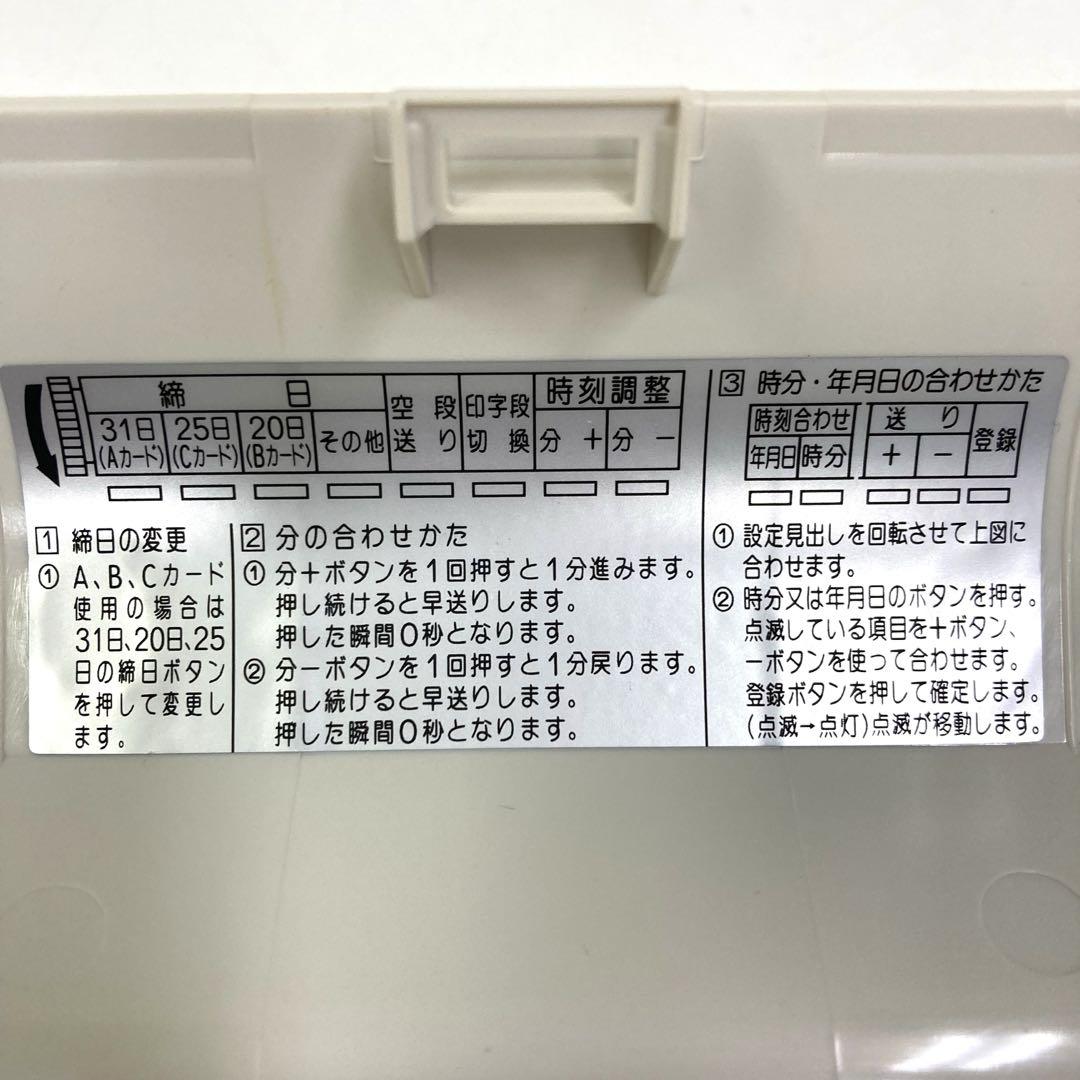 締日 空段送り 印字段切換 時刻調整
31日(Aカード) 25日(Cカード) 20日(Bカード) その他 分＋ 分－
1 締日の変更
① A、B、Cカード
使用の場合は
31日、20日、25
日の締日ボタン
を押して変更し
ます。
2 分の合わせかた
① 分＋ボタンを1回押すと1分進みます。
押し続けると早送りします。
押した瞬間0秒となります。
② 分－ボタンを1回押すと1分戻ります。
押し続けると早送りします。
押した瞬間0秒となります。
3 時分・年月日の合わせかた
時刻合わせ 送り 登録
年月日 時分 ＋ －
① 設定見出しを回転させて上図に
合わせます。
② 時分又は年月日のボタンを押す。
点滅している項目を＋ボタン、
－ボタンを使って合わせます。
登録ボタンを押して確定します。
(点滅→点灯)点滅が移動します。